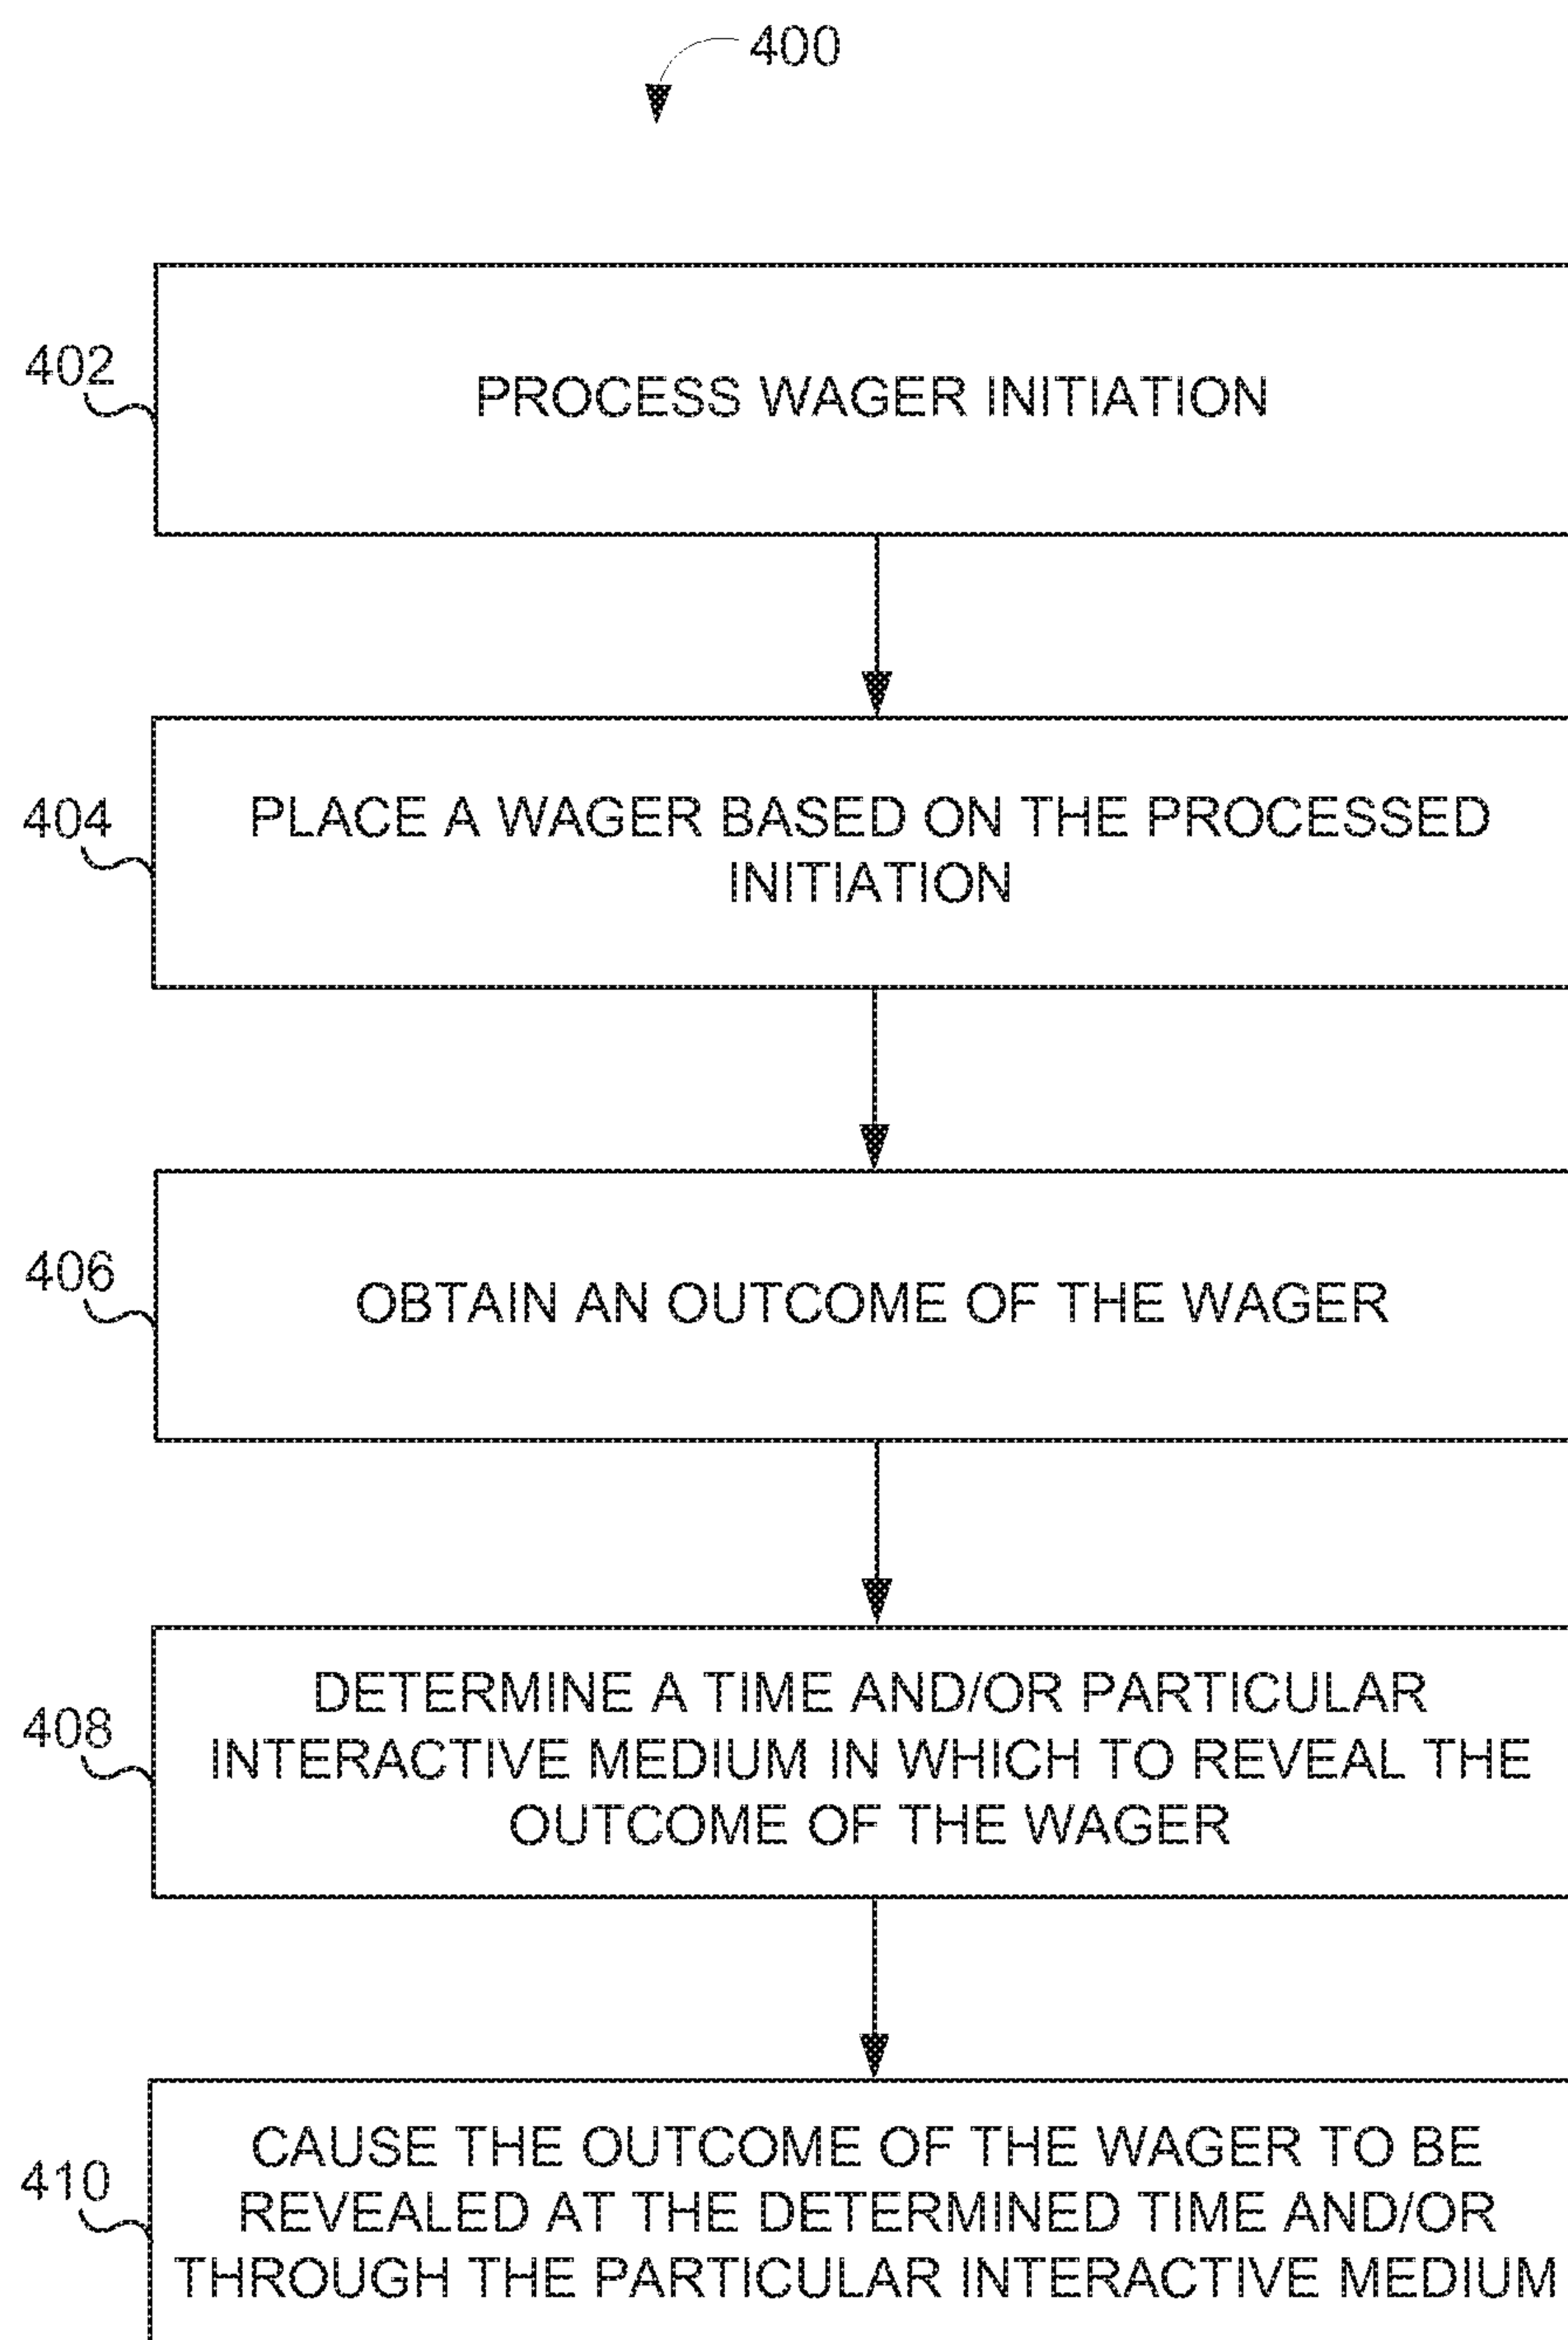 400
402
PROCESS WAGER INITIATION
404
PLACE A WAGER BASED ON THE PROCESSED
INITIATION
406
OBTAIN AN OUTCOME OF THE WAGER
408
DETERMINE A TIME AND/OR PARTICULAR
INTERACTIVE MEDIUM IN WHICH TO REVEAL THE
OUTCOME OF THE WAGER
410
CAUSE THE OUTCOME OF THE WAGER TO BE
REVEALED AT THE DETERMINED TIME AND/OR
THROUGH THE PARTICULAR INTERACTIVE MEDIUM